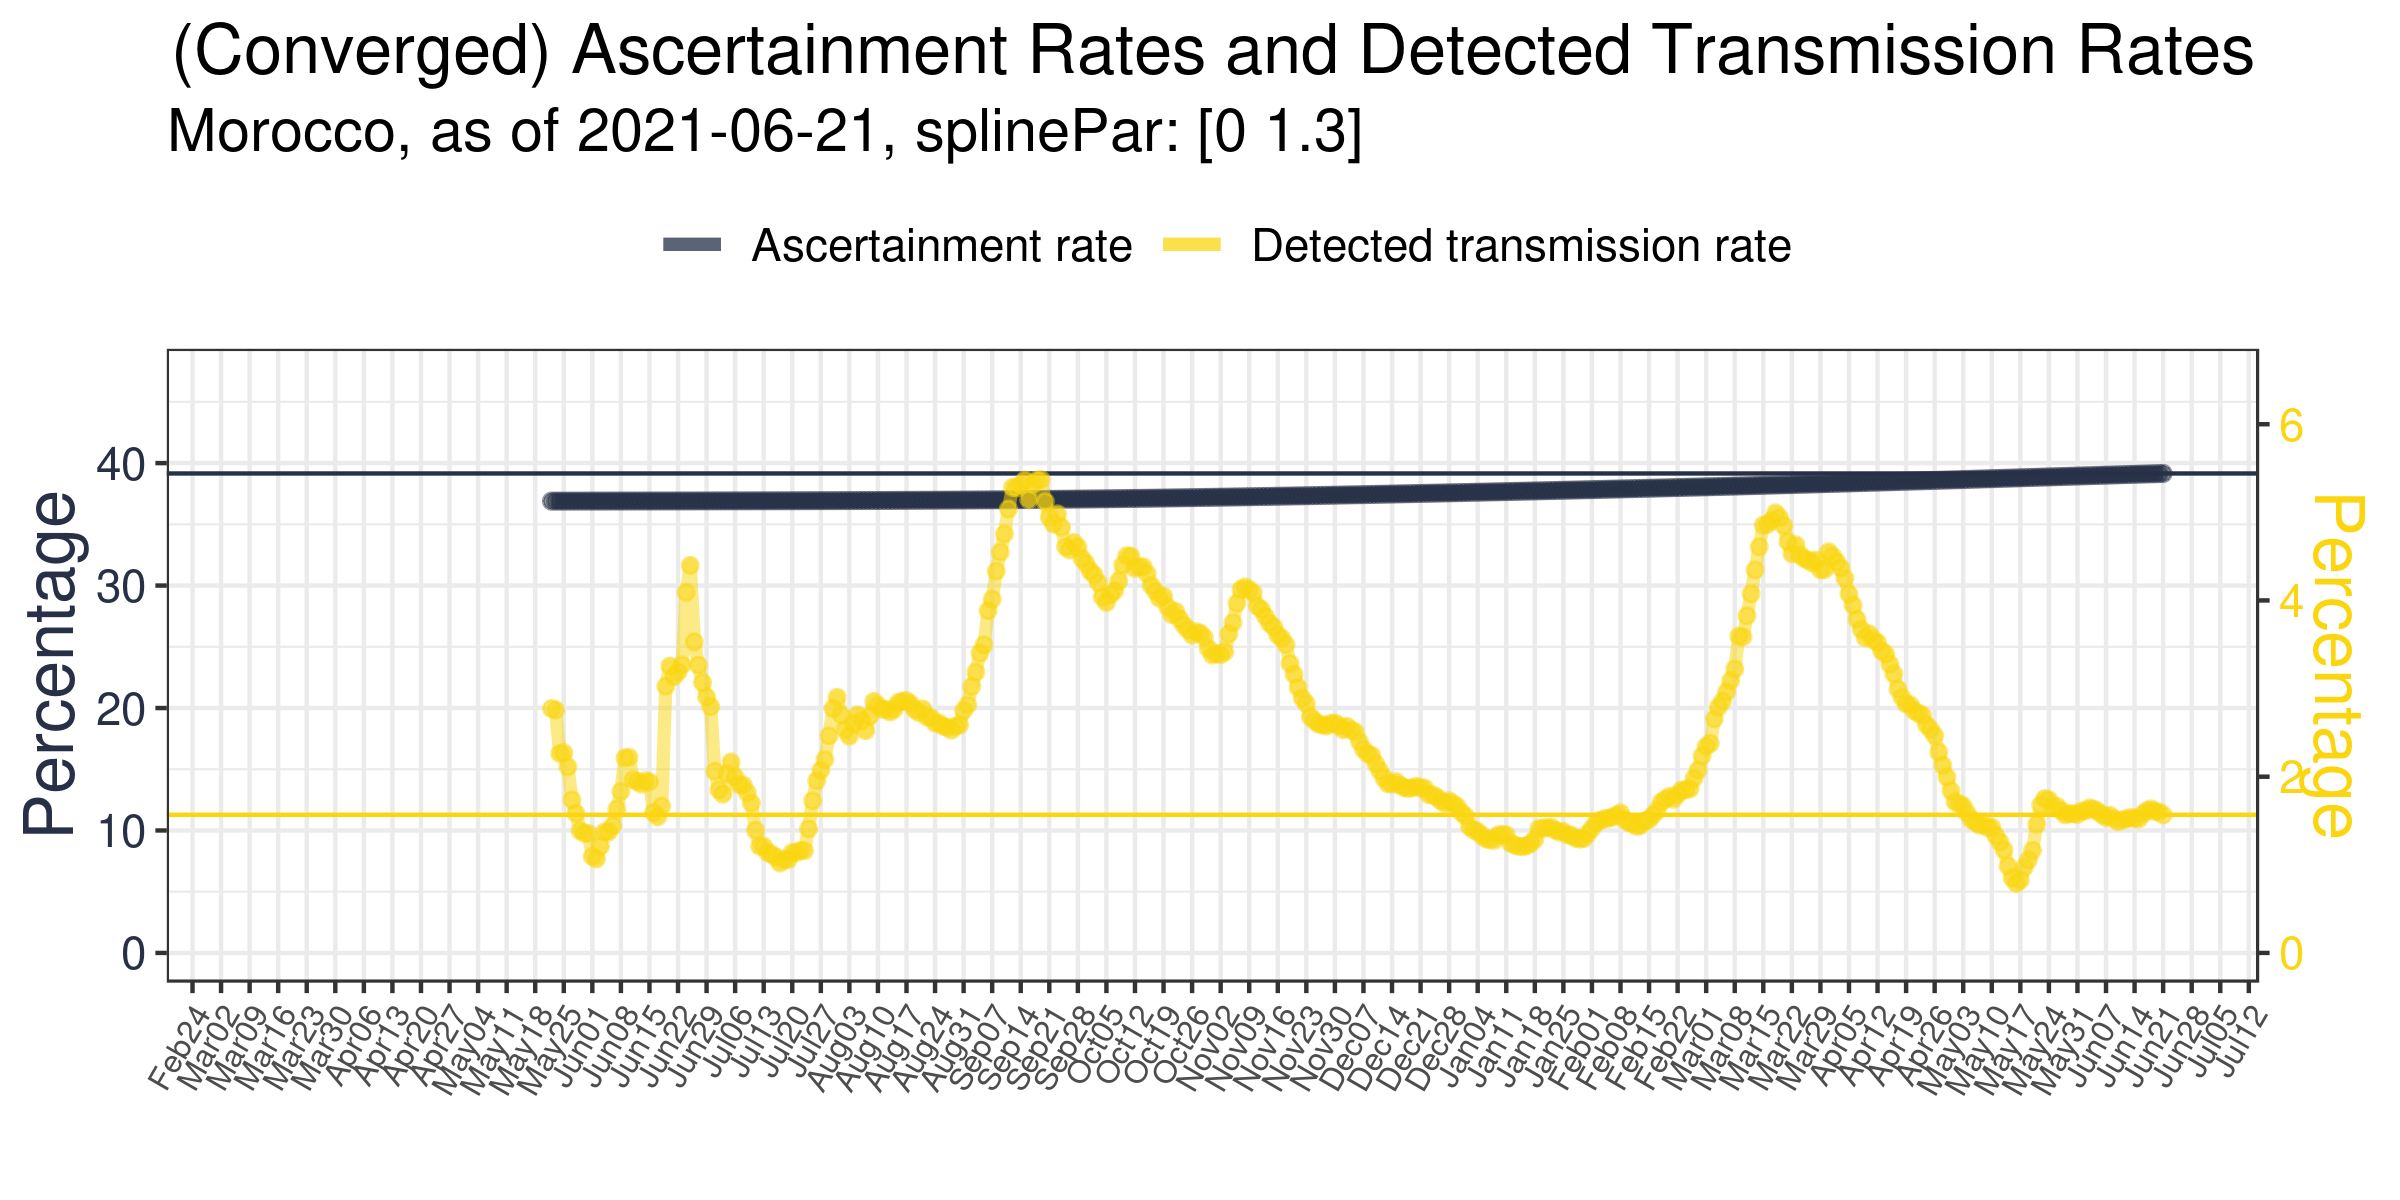 (Converged) Ascertainment Rates and Detected Transmission Rates
Morocco, as of 2021-06-21, splinePar: [0 1.3]
Ascertainment rate Detected transmission rate
Percentage
40
30
20
10
0
6
4
2
0
Percentage
Feb24 Mar02 Mar09 Mar16 Mar23 Mar30 Apr06 Apr13 Apr20 Apr27 May04 May11 May18 May25 Jun01 Jun08 Jun15 Jun22 Jun29 Jul06 Jul13 Jul20 Jul27 Aug03 Aug10 Aug17 Aug24 Aug31 Sep07 Sep14 Sep21 Sep28 Oct05 Oct12 Oct19 Oct26 Nov02 Nov09 Nov16 Nov23 Nov30 Dec07 Dec14 Dec21 Dec28 Jan04 Jan11 Jan18 Jan25 Feb01 Feb08 Feb15 Feb22 Mar01 Mar08 Mar15 Mar22 Mar29 Apr05 Apr12 Apr19 Apr26 May03 May10 May17 May24 May31 Jun07 Jun14 Jun21 Jun28 Jul05 Jul12